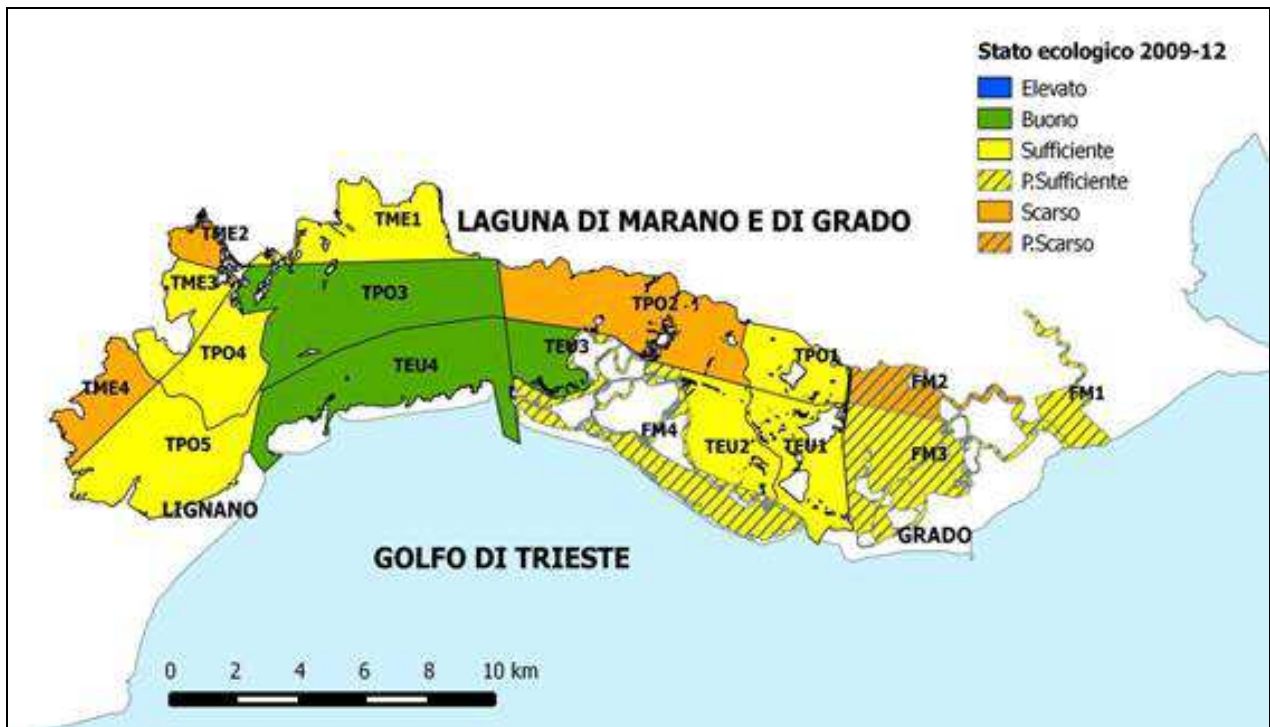 Stato ecologico 2009-12
Elevato
Buono
Sufficiente
P.Sufficiente
Scarso
P.Scarso
TME1
LAGUNA DI MARANO E DI GRADO
TME2
TME3
TPO3
TPO2
TPO4
TEU3
TPO1
TEU4
TME4
FM2
FM1
FM4
TPO5
TEU2
TEU1
FM3
LIGNANO
GRADO
GOLFO DI TRIESTE
0 2 4 6 8 10 km